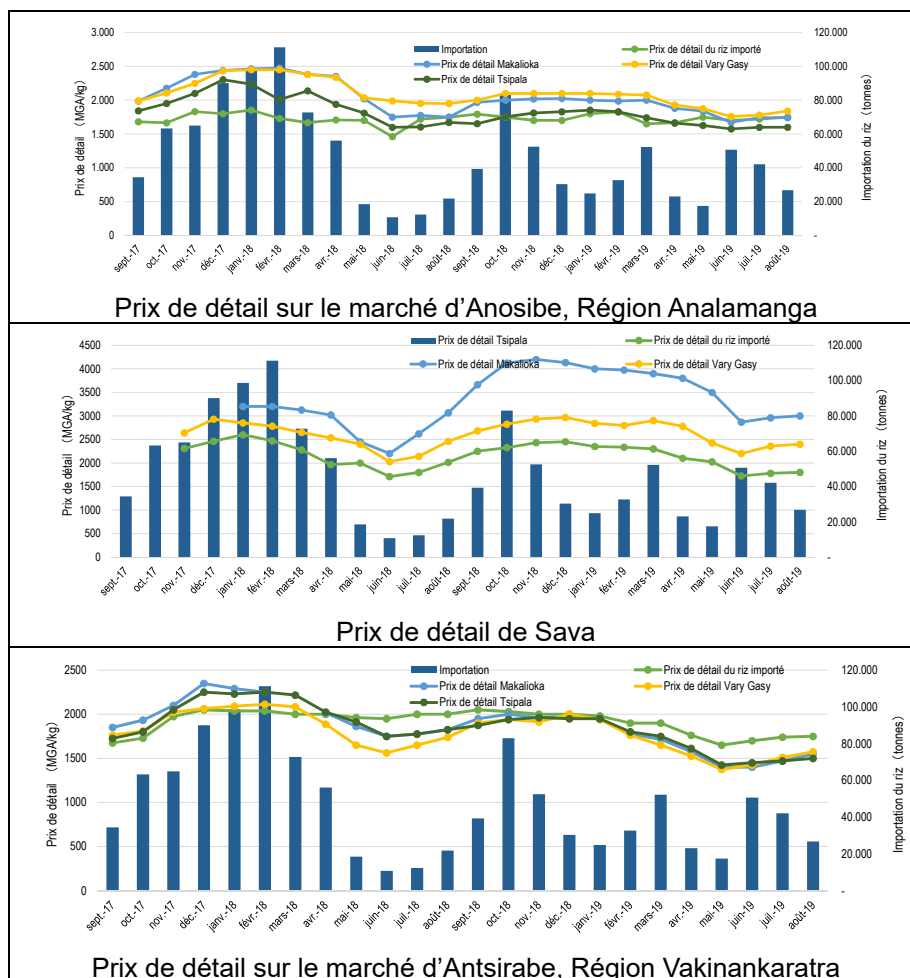 3.000
2.500
2.000
1.500
1.000
500
0
Prix de détail (MGA/kg)
120.000
100.000
80.000
60.000
40.000
20.000
-
Importation du riz (tonnes)
Importation
Prix de détail du riz importé
Prix de détail Makalioka
Prix de détail Vary Gasy
Prix de détail Tsipala
sept.-17 oct.-17 nov.-17 déc.-17 janv.-18 févr.-18 mars-18 avr.-18 mai-18 juin-18 juil.-18 août-18 sept.-18 oct.-18 nov.-18 déc.-18 janv.-19 févr.-19 mars-19 avr.-19 mai-19 juin-19 juil.-19 août-19
Prix de détail sur le marché d'Anosibe, Région Analamanga
4500
4000
3500
3000
2500
2000
1500
1000
500
0
Prix de détail (MGA/kg)
120.000
100.000
80.000
60.000
40.000
20.000
-
Importation du riz (tonnes)
Prix de détail Tsipala
Prix de détail du riz importé
Prix de détail Makalioka
Prix de détail Vary Gasy
sept.-17 oct.-17 nov.-17 déc.-17 janv.-18 févr.-18 mars-18 avr.-18 mai-18 juin-18 juil.-18 août-18 sept.-18 oct.-18 nov.-18 déc.-18 janv.-19 févr.-19 mars-19 avr.-19 mai-19 juin-19 juil.-19 août-19
Prix de détail de Sava
2500
2000
1500
1000
500
0
Prix de détail (MGA/kg)
120.000
100.000
80.000
60.000
40.000
20.000
-
Importation du riz (tonnes)
Importation
Prix de détail du riz importé
Prix de détail Makalioka
Prix de détail Vary Gasy
Prix de détail Tsipala
sept.-17 oct.-17 nov.-17 déc.-17 janv.-18 févr.-18 mars-18 avr.-18 mai-18 juin-18 juil.-18 août-18 sept.-18 oct.-18 nov.-18 déc.-18 janv.-19 févr.-19 mars-19 avr.-19 mai-19 juin-19 juil.-19 août-19
Prix de détail sur le marché d'Antsirabe, Région Vakinankaratra